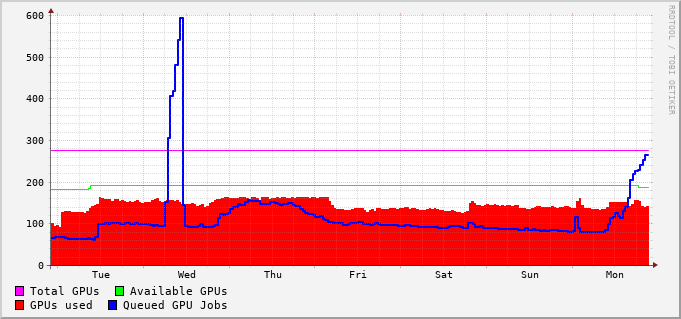 RRDTOOL / TOBI OETIKER
600
500
400
300
200
100
0
Tue Wed Thu Fri Sat Sun Mon
Total GPUs Available GPUs
GPUs used Queued GPU Jobs